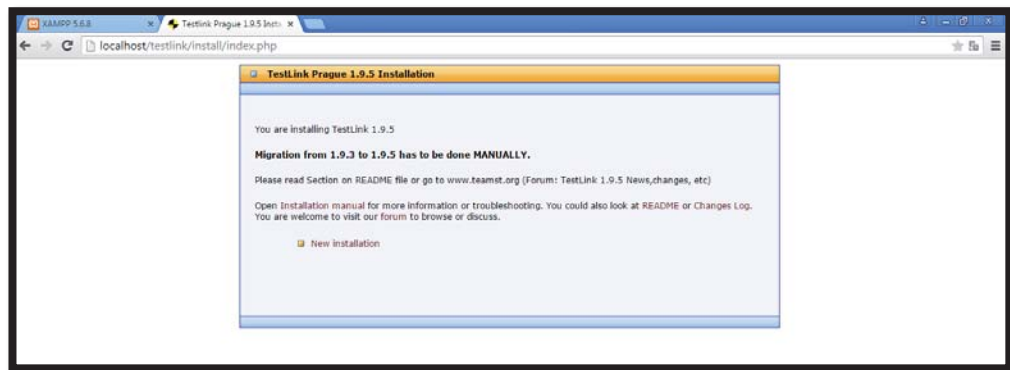 XAMPP 5.6.8
Testlink Prague 1.9.5 Insta
localhost/testlink/install/index.php
TestLink Prague 1.9.5 Installation
You are installing TestLink 1.9.5
Migration from 1.9.3 to 1.9.5 has to be done MANUALLY.
Please read Section on README file or go to www.teamst.org (Forum: TestLink 1.9.5 News,changes, etc)
Open Installation manual for more information or troubleshooting. You could also look at README or Changes Log.
You are welcome to visit our forum to browse or discuss.
New installation